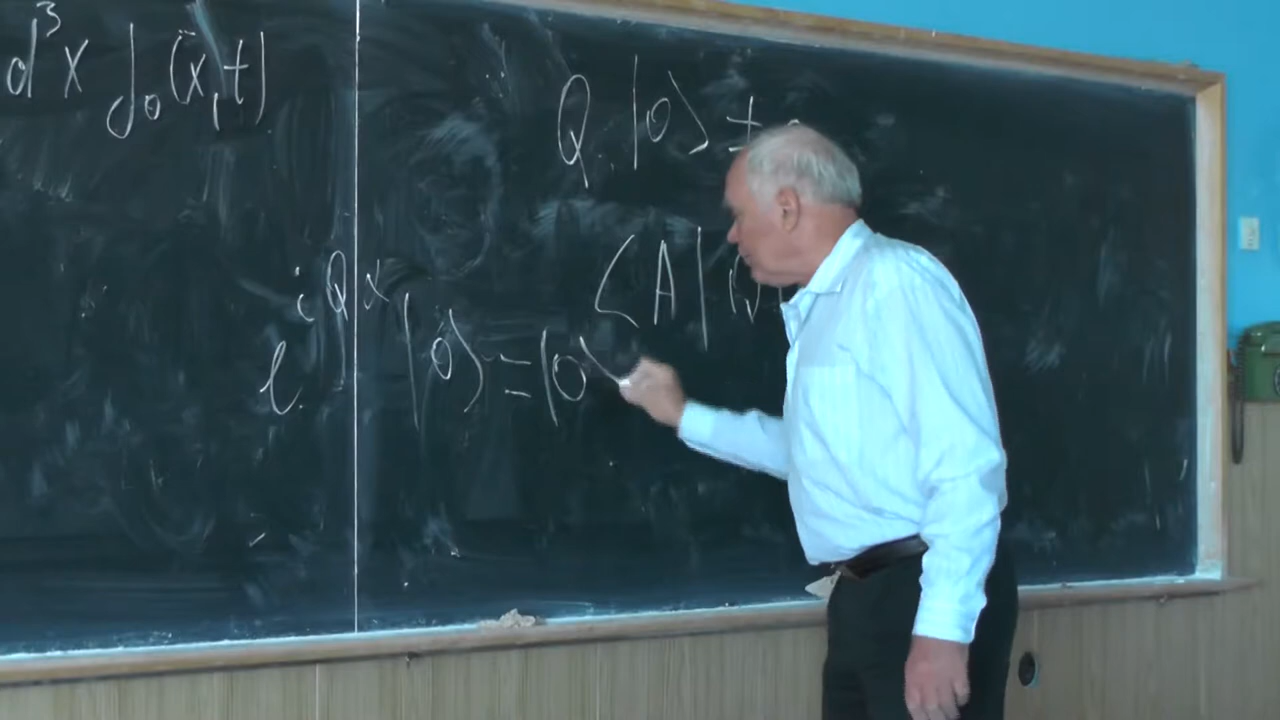 d³x j₀(x̄,t)
Q |0⟩ ≠
⟨A|
e^{iQα} |0⟩ = |0⟩